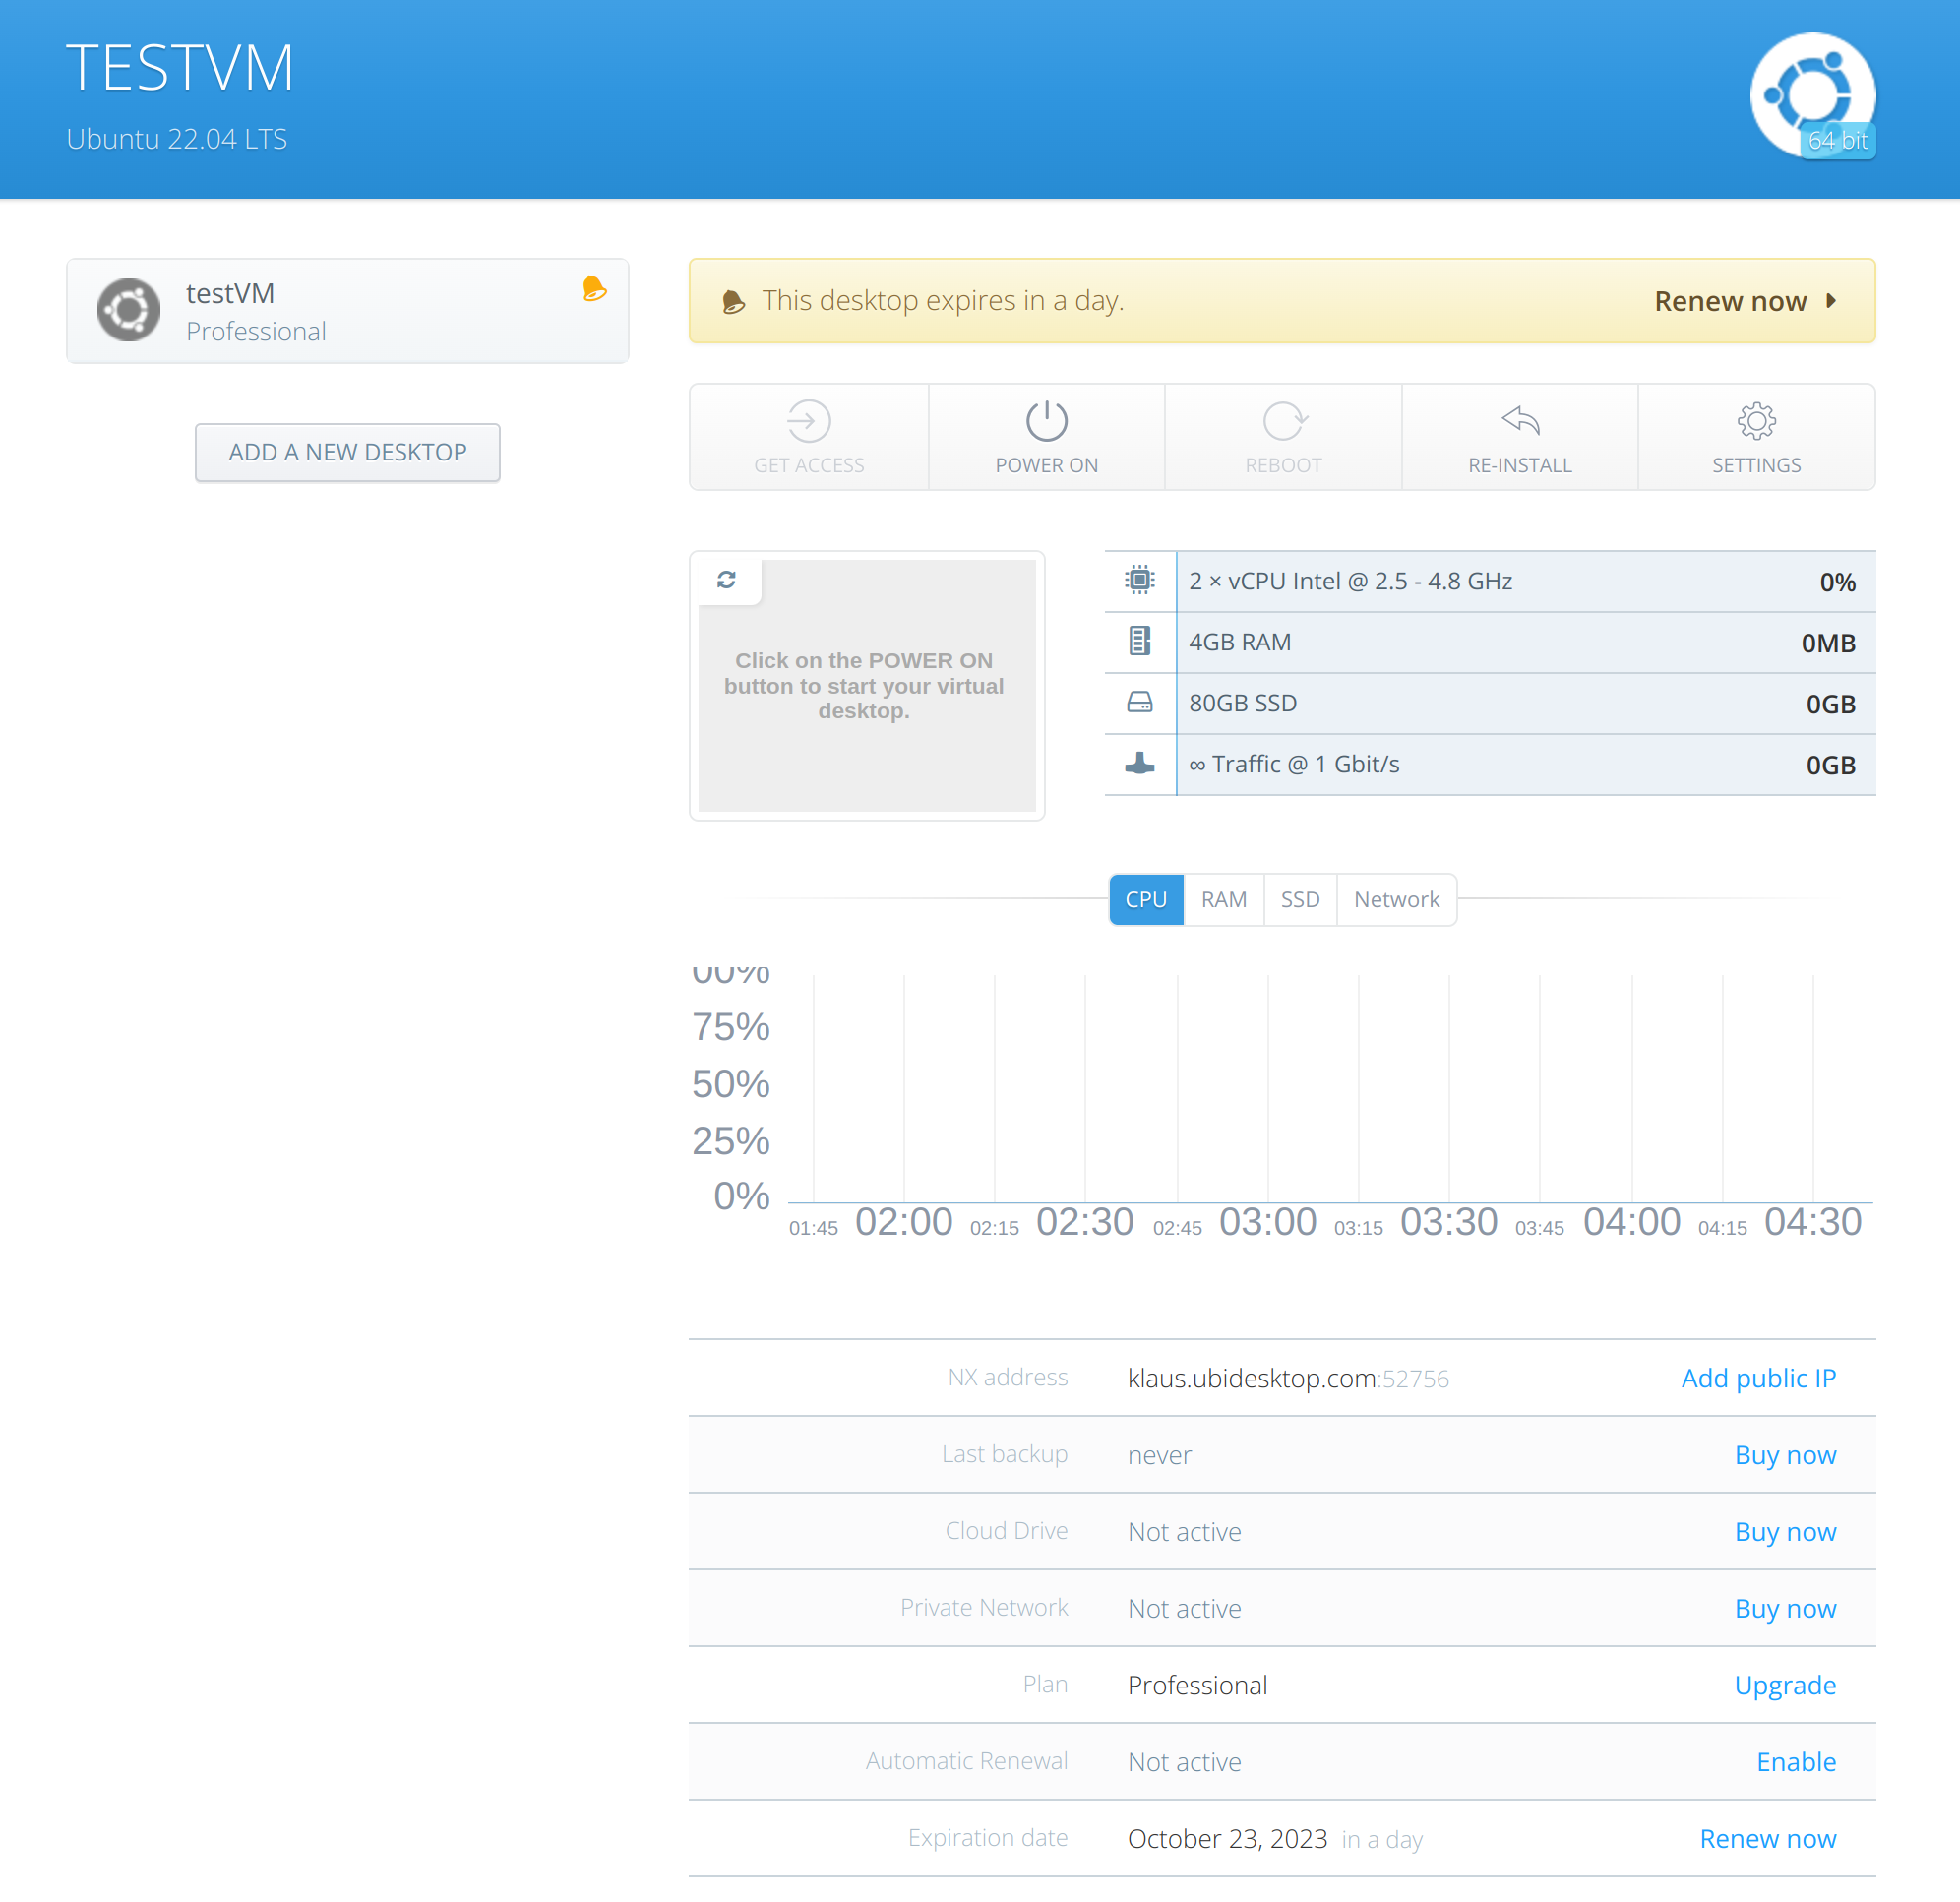 TESTVM
Ubuntu 22.04 LTS
64 bit
testVM
Professional
ADD A NEW DESKTOP
This desktop expires in a day.
Renew now
GET ACCESS
POWER ON
REBOOT
RE-INSTALL
SETTINGS
Click on the POWER ON
button to start your virtual
desktop.
2 × vCPU Intel @ 2.5 - 4.8 GHz 0%
4GB RAM 0MB
80GB SSD 0GB
∞ Traffic @ 1 Gbit/s 0GB
CPU RAM SSD Network
00%
75%
50%
25%
0%
01:45 02:00 02:15 02:30 02:45 03:00 03:15 03:30 03:45 04:00 04:15 04:30
NX address klaus.ubidesktop.com:52756 Add public IP
Last backup never Buy now
Cloud Drive Not active Buy now
Private Network Not active Buy now
Plan Professional Upgrade
Automatic Renewal Not active Enable
Expiration date October 23, 2023 in a day Renew now